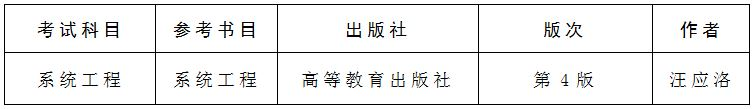 考试科目 参考书目 出版社 版次 作者
系统工程 系统工程 高等教育出版社 第 4 版 汪应洛